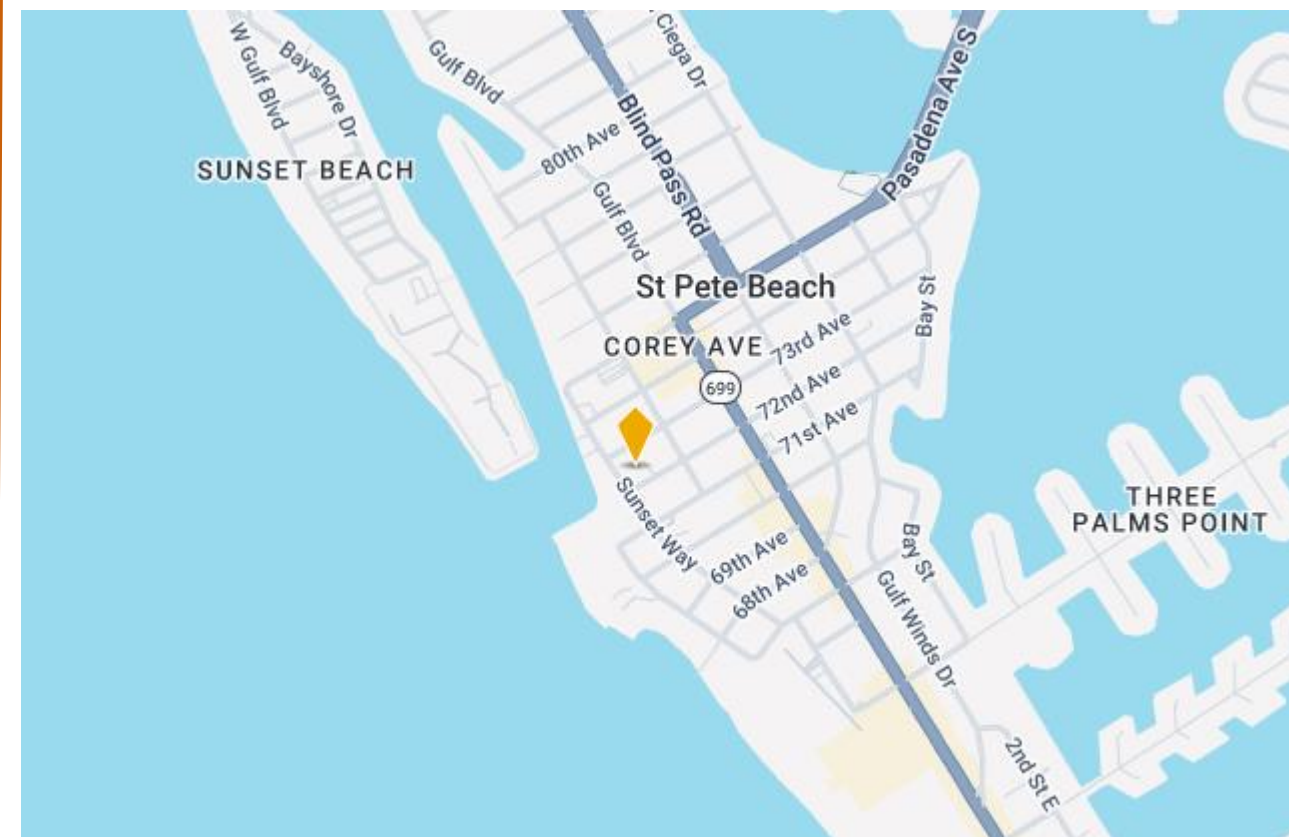 W Gulf Blvd
Bayshore Dr
Gulf Blvd
Ciega Dr
Pasadena Ave S
80th Ave
Blind Pass Rd
SUNSET BEACH
Gulf Blvd
St Pete Beach
Bay St
COREY AVE
73rd Ave
699
72nd Ave
71st Ave
Sunset Way
THREE
PALMS POINT
69th Ave
Bay St
68th Ave
Gulf Winds Dr
2nd St E